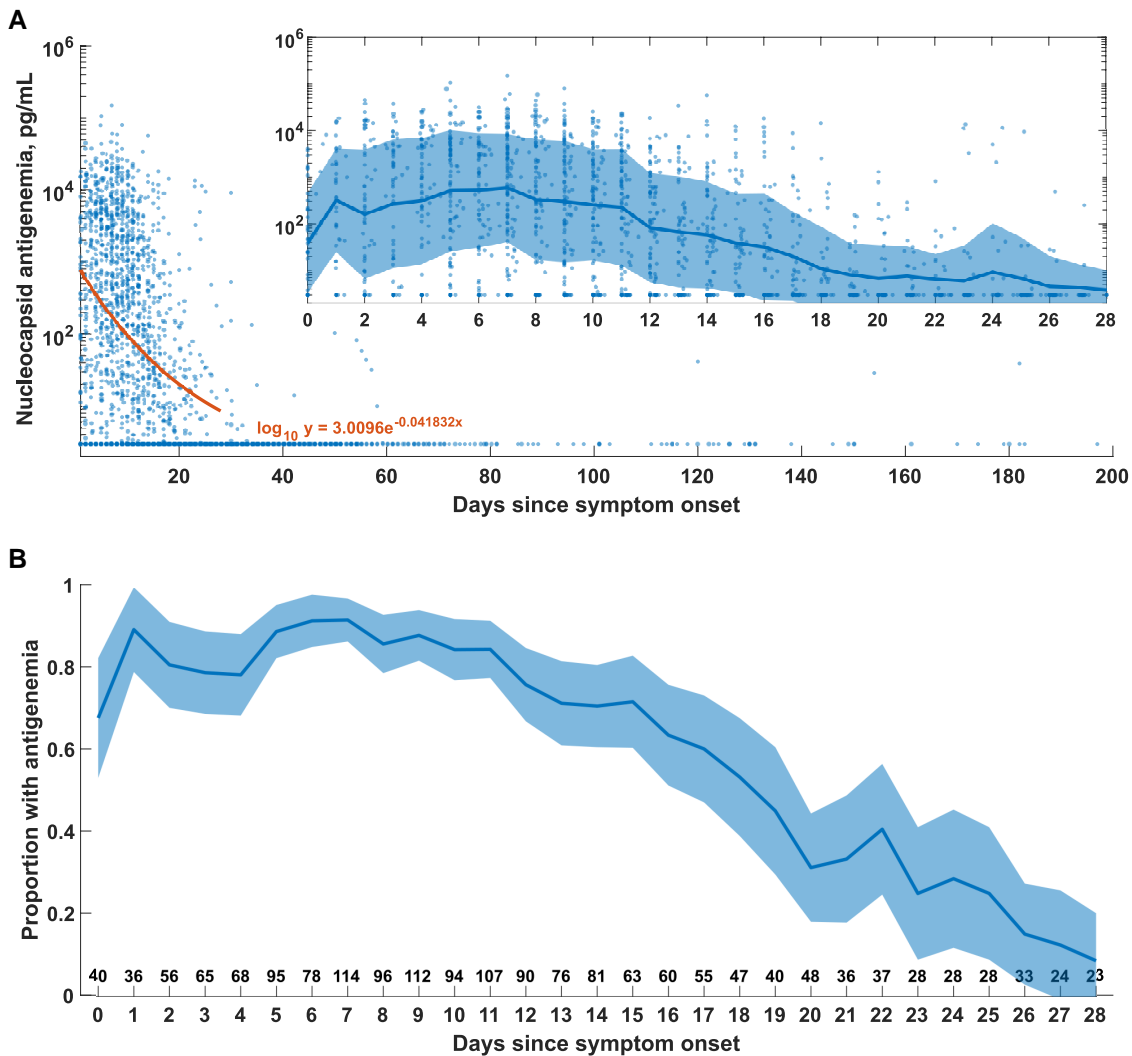 A
Nucleocapsid antigenemia, pg/mL
10^6
10^4
10^2
10^6
10^4
10^2
0 2 4 6 8 10 12 14 16 18 20 22 24 26 28
log10 y = 3.0096e^-0.041832x
20 40 60 80 100 120 140 160 180 200
Days since symptom onset
B
Proportion with antigenemia
1
0.8
0.6
0.4
0.2
0
40 36 56 65 68 95 78 114 96 112 94 107 90 76 81 63 60 55 47 40 48 36 37 28 28 28 33 24 23
0 1 2 3 4 5 6 7 8 9 10 11 12 13 14 15 16 17 18 19 20 21 22 23 24 25 26 27 28
Days since symptom onset